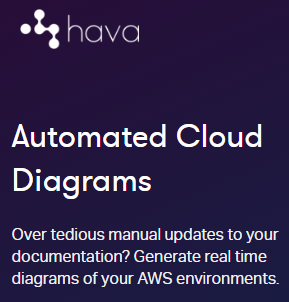 hava
Automated Cloud
Diagrams
Over tedious manual updates to your
documentation? Generate real time
diagrams of your AWS environments.